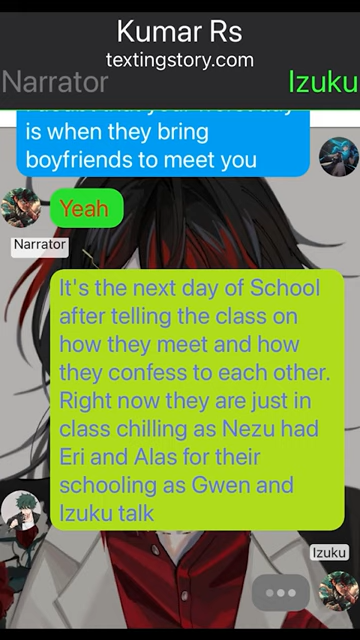 Kumar Rs
textingstory.com
Narrator
Izuku
is when they bring
boyfriends to meet you
Yeah
Narrator
It's the next day of School
after telling the class on
how they meet and how
they confess to each other.
Right now they are just in
class chilling as Nezu had
Eri and Alas for their
schooling as Gwen and
Izuku talk
Izuku